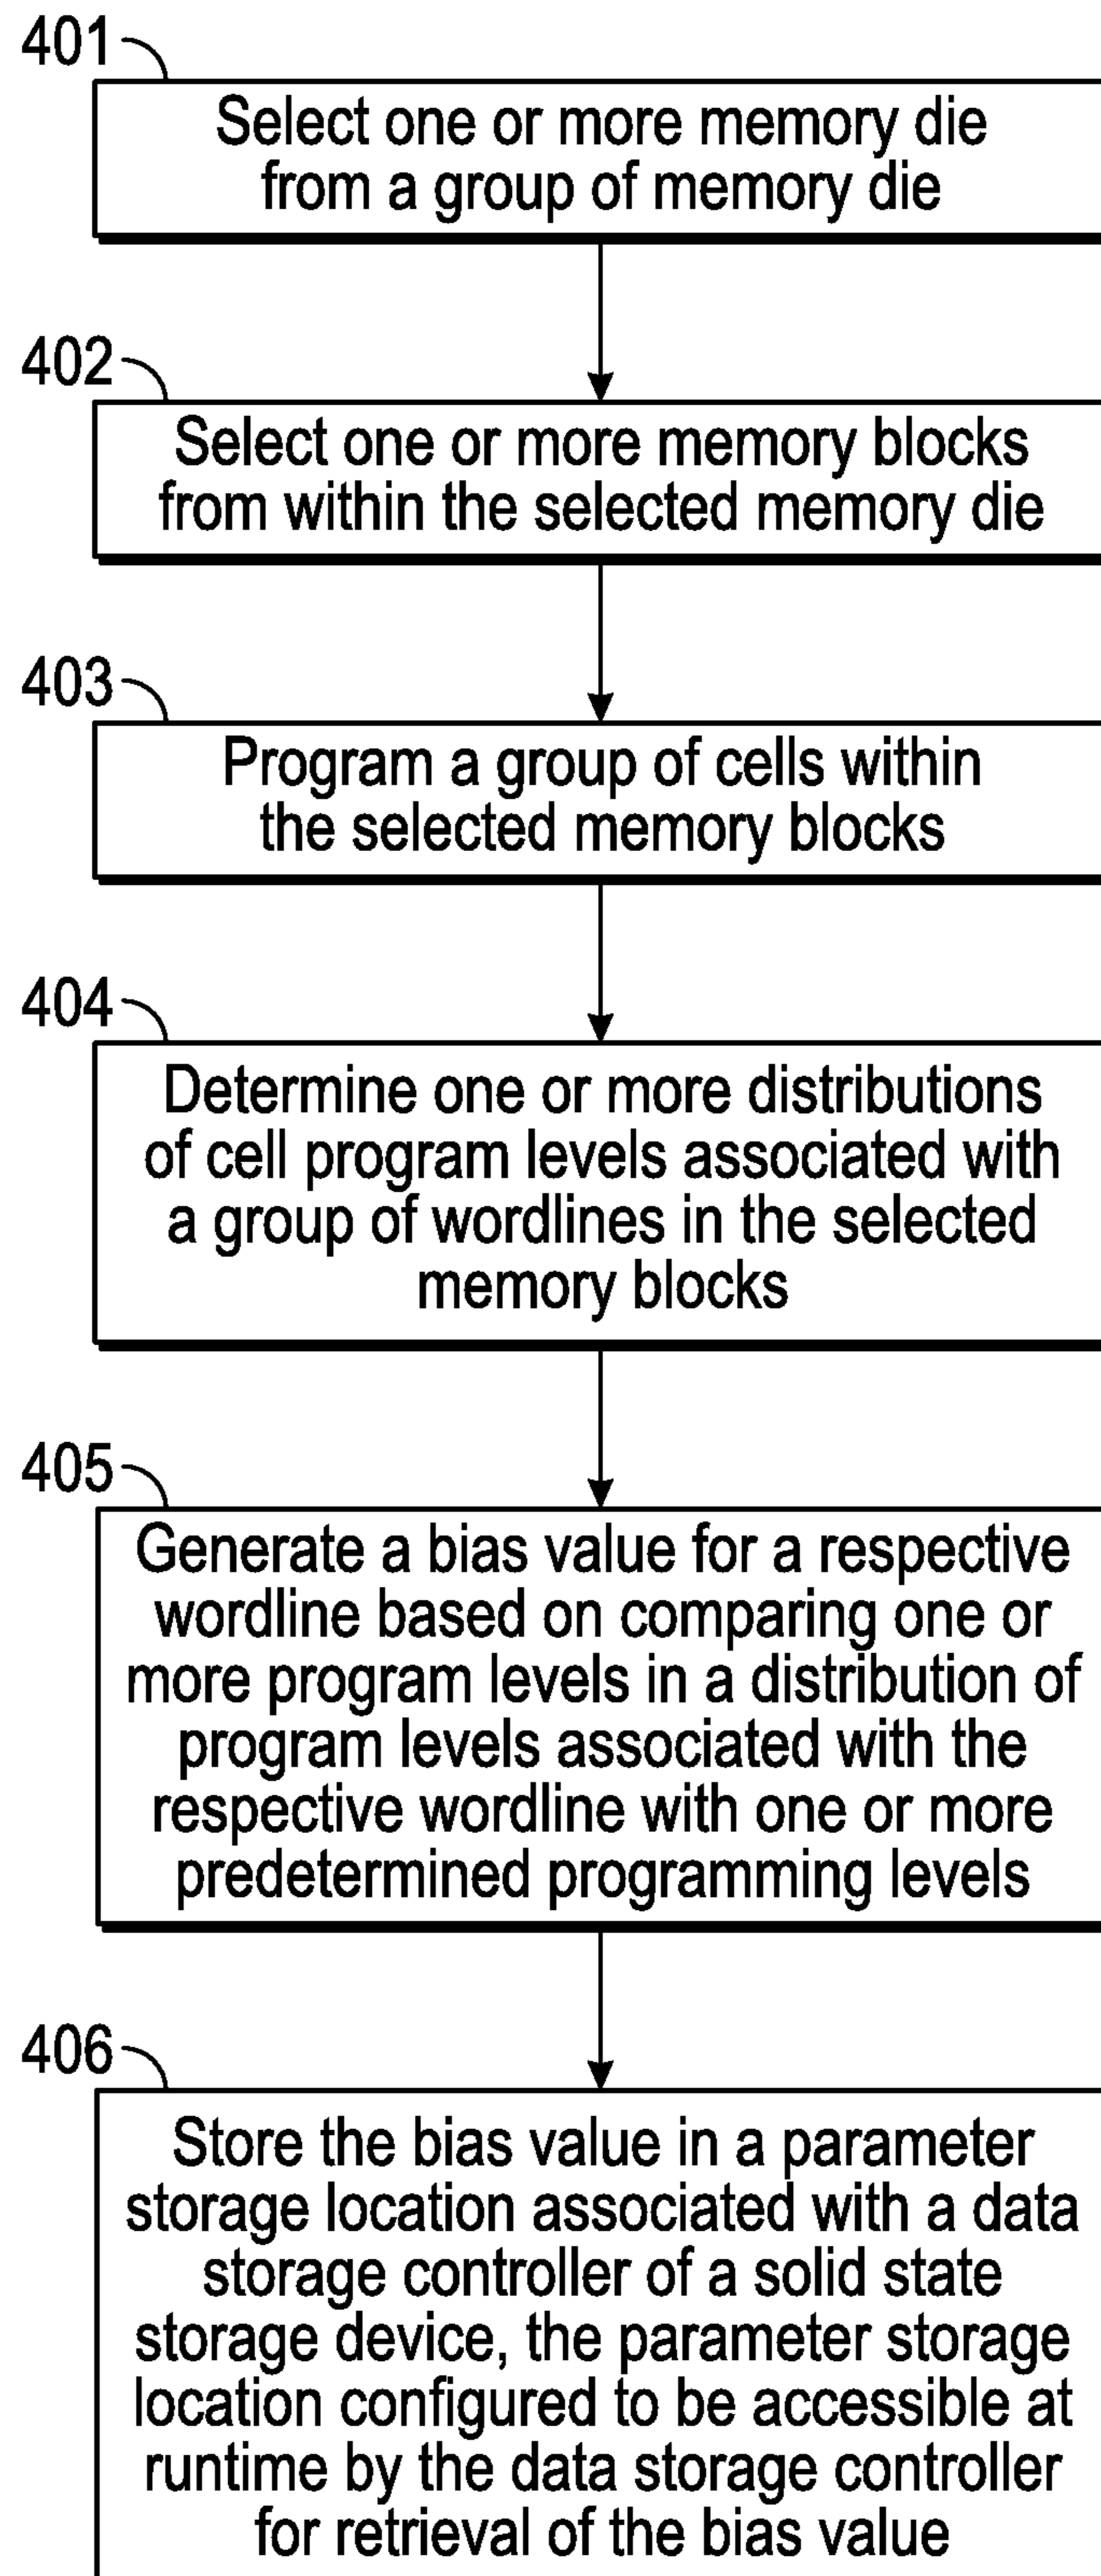 401
Select one or more memory die
from a group of memory die
402
Select one or more memory blocks
from within the selected memory die
403
Program a group of cells within
the selected memory blocks
404
Determine one or more distributions
of cell program levels associated with
a group of wordlines in the selected
memory blocks
405
Generate a bias value for a respective
wordline based on comparing one or
more program levels in a distribution of
program levels associated with the
respective wordline with one or more
predetermined programming levels
406
Store the bias value in a parameter
storage location associated with a data
storage controller of a solid state
storage device, the parameter storage
location configured to be accessible at
runtime by the data storage controller
for retrieval of the bias value